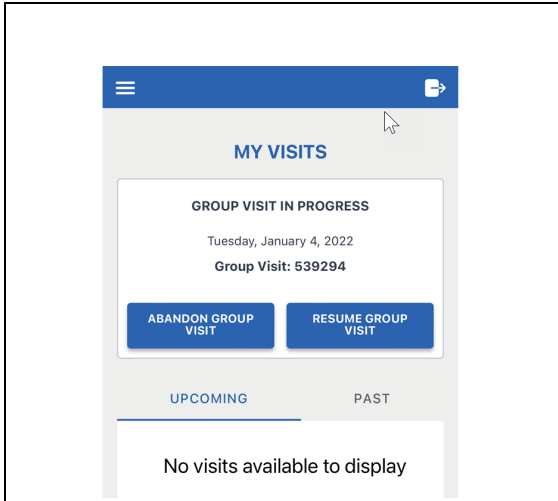 MY VISITS
GROUP VISIT IN PROGRESS
Tuesday, January 4, 2022
Group Visit: 539294
ABANDON GROUP
VISIT
RESUME GROUP
VISIT
UPCOMING
PAST
No visits available to display